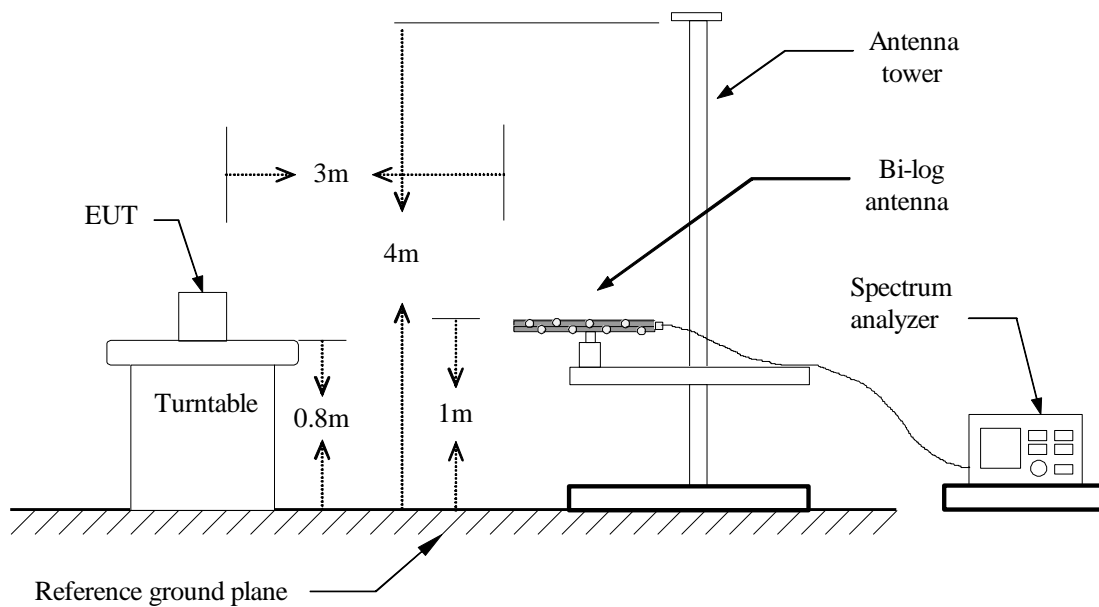 Antenna
tower
3m
Bi-log
antenna
EUT
4m
Spectrum
analyzer
Turntable
0.8m
1m
Reference ground plane